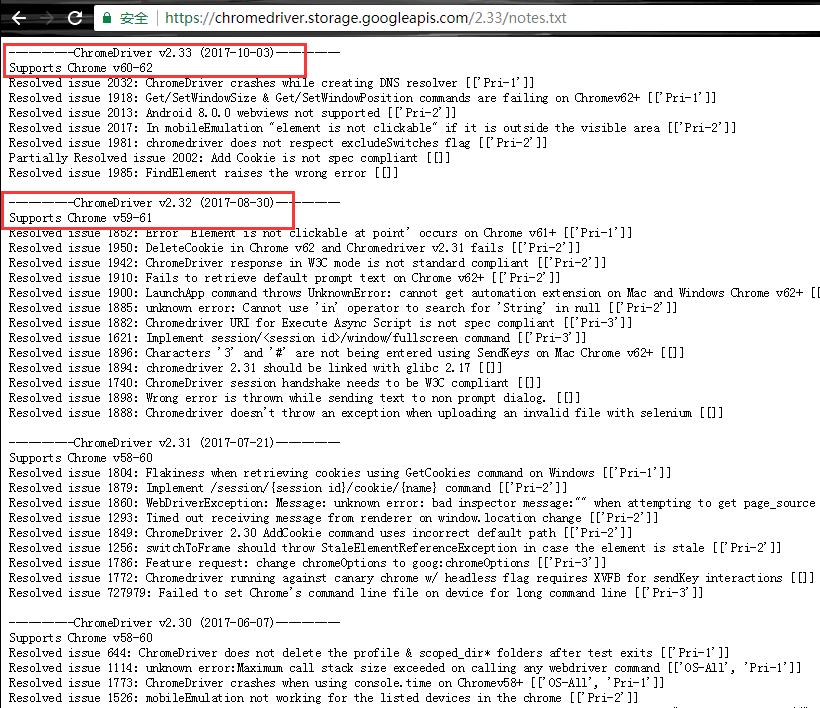 安全 | https://chromedriver.storage.googleapis.com/2.33/notes.txt
----------ChromeDriver v2.33 (2017-10-03)----------
Supports Chrome v60-62
Resolved issue 2032: ChromeDriver crashes while creating DNS resolver [['Pri-1']]
Resolved issue 1918: Get/SetWindowSize & Get/SetWindowPosition commands are failing on Chromev62+ [['Pri-1']]
Resolved issue 2013: Android 8.0.0 webviews not supported [['Pri-2']]
Resolved issue 2017: In mobileEmulation "element is not clickable" if it is outside the visible area [['Pri-2']]
Resolved issue 1981: chromedriver does not respect excludeSwitches flag [['Pri-2']]
Partially Resolved issue 2002: Add Cookie is not spec compliant [[]]
Resolved issue 1985: FindElement raises the wrong error [[]]
----------ChromeDriver v2.32 (2017-08-30)----------
Supports Chrome v59-61
Resolved issue 1852: Error 'Element is not clickable at point' occurs on Chrome v61+ [['Pri-1']]
Resolved issue 1950: DeleteCookie in Chrome v62 and Chromedriver v2.31 fails [['Pri-2']]
Resolved issue 1942: ChromeDriver response in W3C mode is not standard compliant [['Pri-2']]
Resolved issue 1910: Fails to retrieve default prompt text on Chrome v62+ [['Pri-2']]
Resolved issue 1900: LaunchApp command throws UnknownError: cannot get automation extension on Mac and Windows Chrome v62+ [[
Resolved issue 1885: unknown error: Cannot use 'in' operator to search for 'String' in null [['Pri-2']]
Resolved issue 1882: Chromedriver URI for Execute Async Script is not spec compliant [['Pri-3']]
Resolved issue 1621: Implement session/<session id>/window/fullscreen command [['Pri-3']]
Resolved issue 1896: Characters '3' and '#' are not being entered using SendKeys on Mac Chrome v62+ [[]]
Resolved issue 1894: chromedriver 2.31 should be linked with glibc 2.17 [[]]
Resolved issue 1740: ChromeDriver session handshake needs to be W3C compliant [[]]
Resolved issue 1898: Wrong error is thrown while sending text to non prompt dialog. [[]]
Resolved issue 1888: Chromedriver doesn't throw an exception when uploading an invalid file with selenium [[]]
----------ChromeDriver v2.31 (2017-07-21)----------
Supports Chrome v58-60
Resolved issue 1804: Flakiness when retrieving cookies using GetCookies command on Windows [['Pri-1']]
Resolved issue 1879: Implement /session/{session id}/cookie/{name} command [['Pri-2']]
Resolved issue 1860: WebDriverException: Message: unknown error: bad inspector message:"" when attempting to get page_source
Resolved issue 1293: Timed out receiving message from renderer on window.location change [['Pri-2']]
Resolved issue 1849: ChromeDriver 2.30 AddCookie command uses incorrect default path [['Pri-2']]
Resolved issue 1256: switchToFrame should throw StaleElementReferenceException in case the element is stale [['Pri-2']]
Resolved issue 1786: Feature request: change chromeOptions to goog:chromeOptions [['Pri-3']]
Resolved issue 1772: Chromedriver running against canary chrome w/ headless flag requires XVFB for sendKey interactions [[]]
Resolved issue 727979: Failed to set Chrome's command line file on device for long command line [['Pri-3']]
----------ChromeDriver v2.30 (2017-06-07)----------
Supports Chrome v58-60
Resolved issue 644: ChromeDriver does not delete the profile & scoped_dir* folders after test exits [['Pri-1']]
Resolved issue 1114: unknown error:Maximum call stack size exceeded on calling any webdriver command [['OS-All', 'Pri-1']]
Resolved issue 1773: ChromeDriver crashes when using console.time on Chromev58+ [['OS-All', 'Pri-1']]
Resolved issue 1526: mobileEmulation not working for the listed devices in the chrome [['Pri-2']]